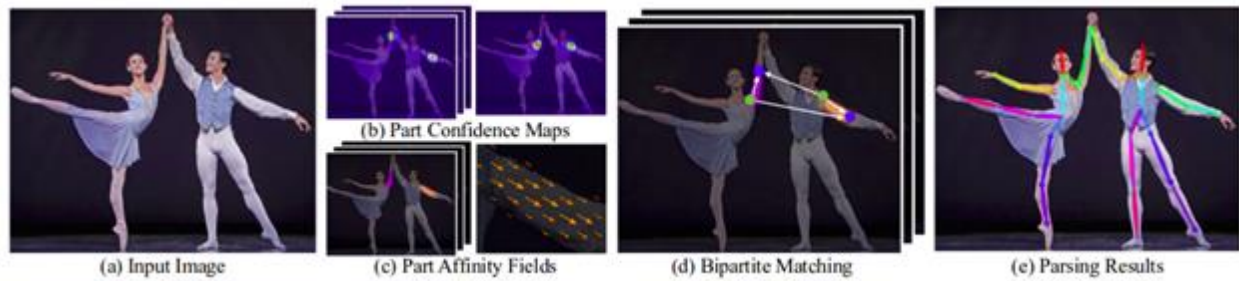 (b) Part Confidence Maps
(a) Input Image
(c) Part Affinity Fields
(d) Bipartite Matching
(e) Parsing Results